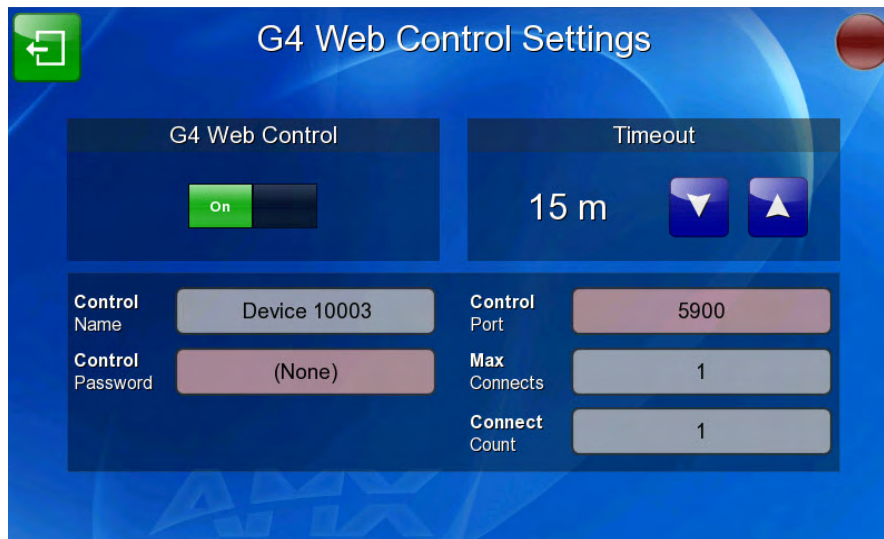 G4 Web Control Settings
G4 Web Control
Timeout
On
15 m
Control
Name
Device 10003
Control
Port
5900
Control
Password
(None)
Max
Connects
1
Connect
Count
1
AMX